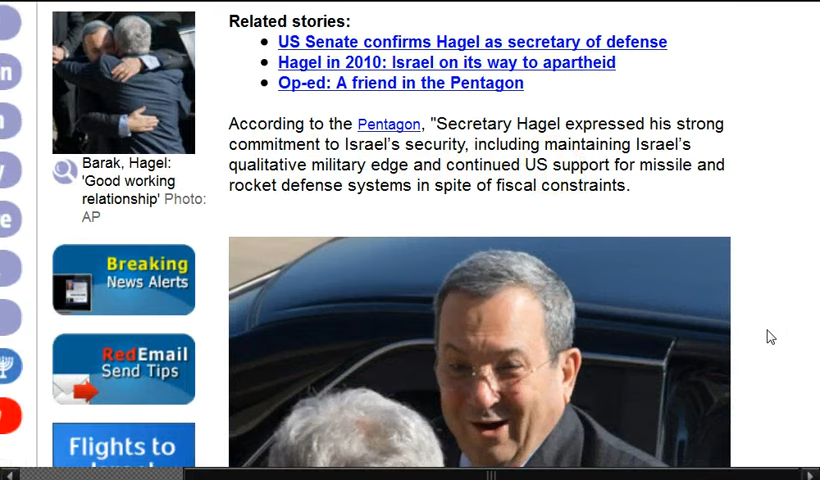 Related stories:
US Senate confirms Hagel as secretary of defense
Hagel in 2010: Israel on its way to apartheid
Op-ed: A friend in the Pentagon
According to the Pentagon, "Secretary Hagel expressed his strong
commitment to Israel's security, including maintaining Israel's
qualitative military edge and continued US support for missile and
rocket defense systems in spite of fiscal constraints.
Barak, Hagel:
'Good working
relationship' Photo:
AP
Breaking
News Alerts
RedEmail
Send Tips
Flights to